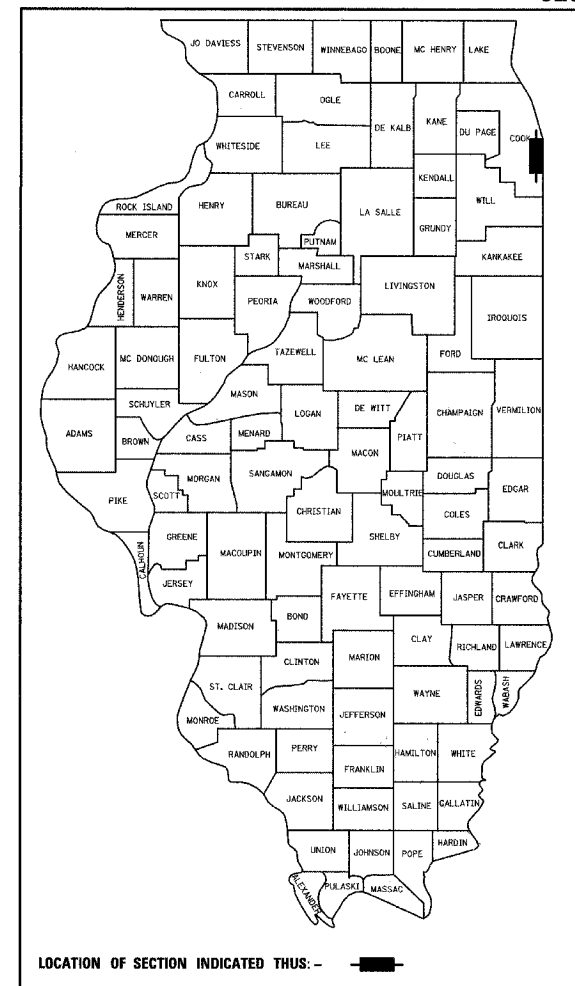 JO DAVIESS STEVENSON WINNEBAGO BOONE MC HENRY LAKE
CARROLL OGLE DE KALB KANE DU PAGE COOK
WHITESIDE LEE
KENDALL WILL
ROCK ISLAND HENRY BUREAU LA SALLE GRUNDY
MERCER PUTNAM KANKAKEE
STARK MARSHALL
HENDERSON WARREN KNOX PEORIA WOODFORD LIVINGSTON IROQUOIS
HANCOCK MC DONOUGH FULTON TAZEWELL MC LEAN FORD
MASON
SCHUYLER LOGAN DE WITT CHAMPAIGN VERMILION
ADAMS BROWN CASS MENARD PIATT
MACON
PIKE SCOTT MORGAN SANGAMON MOULTRIE DOUGLAS EDGAR
CHRISTIAN COLES
CALHOUN GREENE MACOUPIN MONTGOMERY SHELBY CUMBERLAND CLARK
JERSEY
FAYETTE EFFINGHAM JASPER CRAWFORD
MADISON BOND
CLAY RICHLAND LAWRENCE
CLINTON MARION
ST. CLAIR WAYNE EDWARDS WABASH
WASHINGTON JEFFERSON
MONROE
RANDOLPH PERRY HAMILTON WHITE
FRANKLIN
JACKSON WILLIAMSON SALINE GALLATIN
UNION JOHNSON POPE HARDIN
ALEXANDER PULASKI MASSAC
LOCATION OF SECTION INDICATED THUS: -